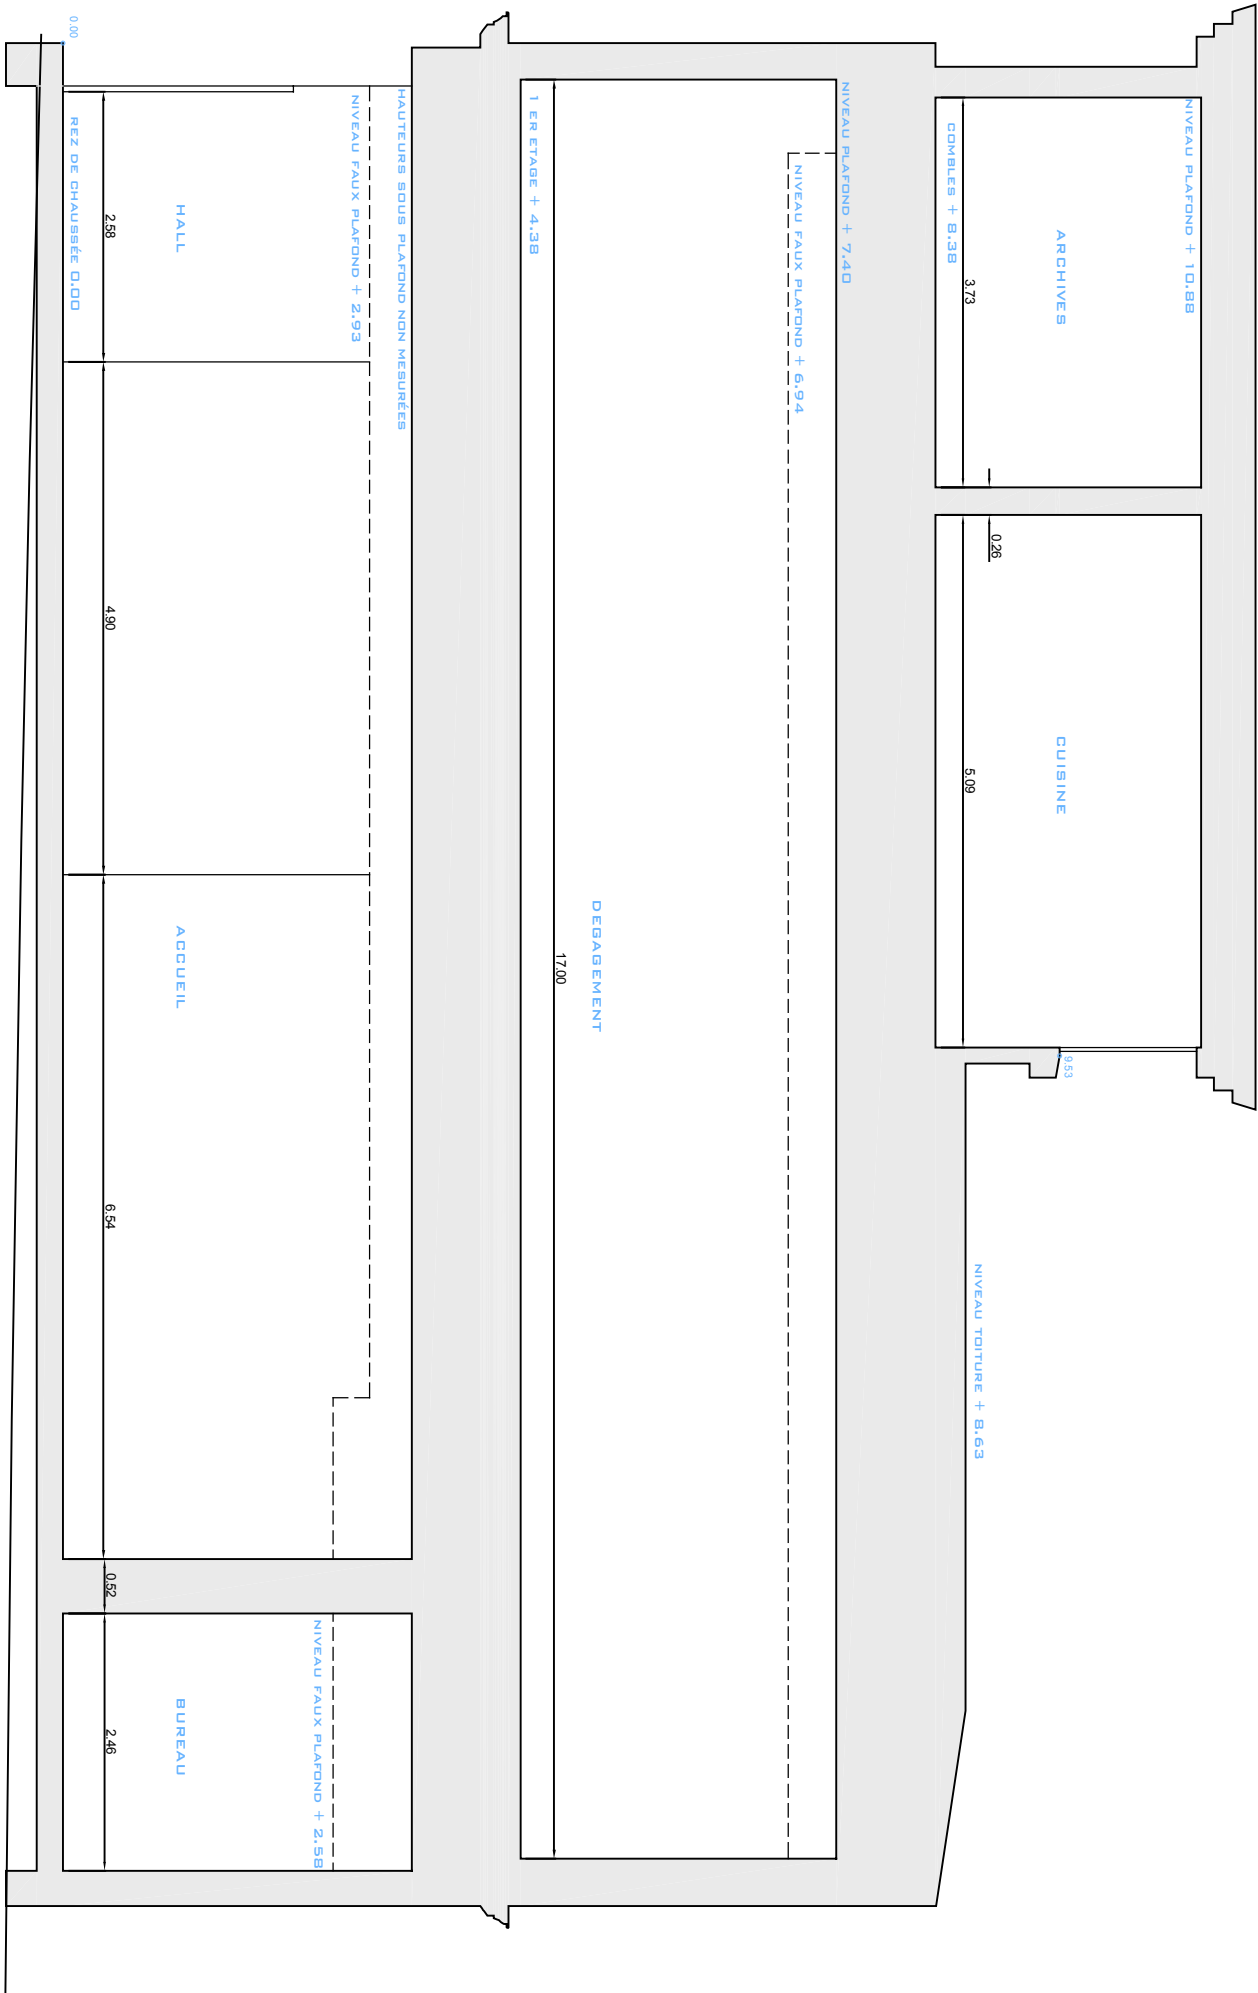 NIVEAU PLAFOND + 10.88
ARCHIVES
CUISINE
9.53
3.73
0.26
5.09
COMBLES + 8.38
NIVEAU TOITURE + 8.63
NIVEAU PLAFOND + 7.40
NIVEAU FAUX PLAFOND + 6.94
DEGAGEMENT
17.00
1 ER ETAGE + 4.38
HAUTEURS SOUS PLAFOND NON MESURÉES
NIVEAU FAUX PLAFOND + 2.93
NIVEAU FAUX PLAFOND + 2.58
HALL
ACCUEIL
BUREAU
2.58
4.90
6.54
0.52
2.46
REZ DE CHAUSSÉE 0.00
0.00